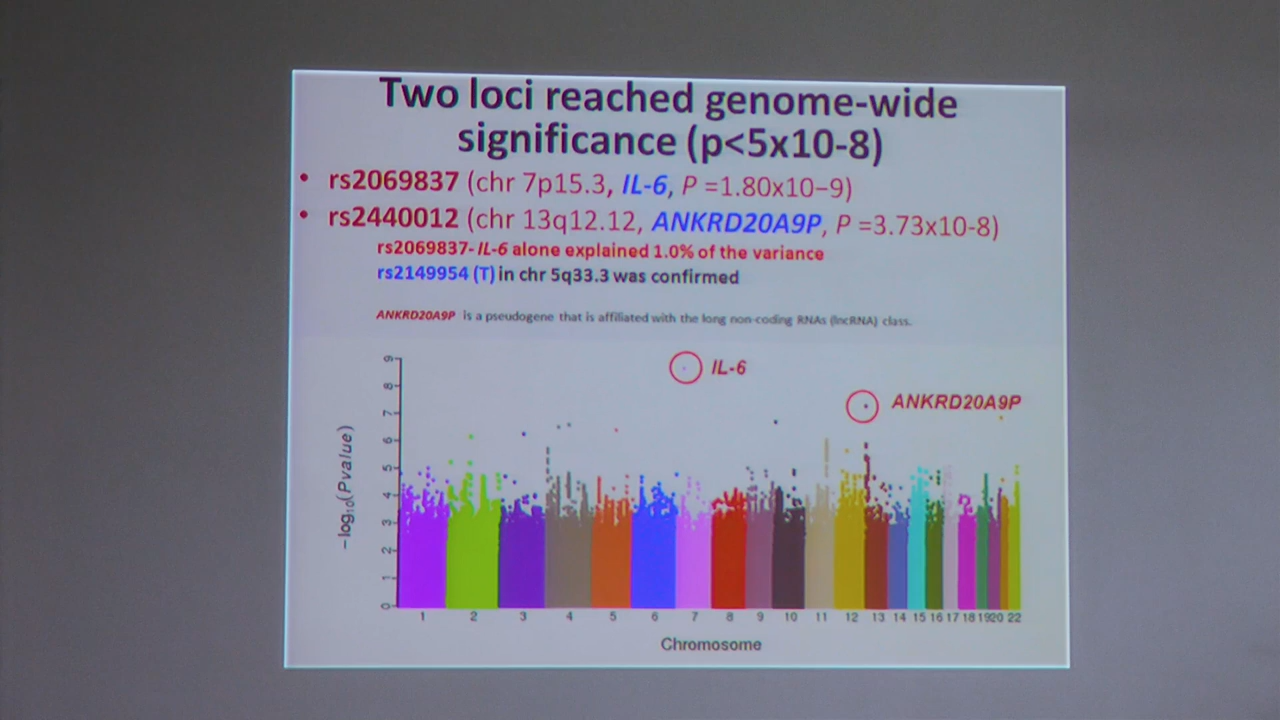 Two loci reached genome-wide
significance (p<5x10-8)
• rs2069837 (chr 7p15.3, IL-6, P =1.80x10–9)
• rs2440012 (chr 13q12.12, ANKRD20A9P, P =3.73x10-8)
rs2069837- IL-6 alone explained 1.0% of the variance
rs2149954 (T) in chr 5q33.3 was confirmed
ANKRD20A9P is a pseudogene that is affiliated with the long non-coding RNAs (lncRNA) class.
IL-6
ANKRD20A9P
−log10(Pvalue)
9
8
7
6
5
4
3
2
1
0
1 2 3 4 5 6 7 8 9 10 11 12 13 14 15 16 17 18 19 20 22
Chromosome